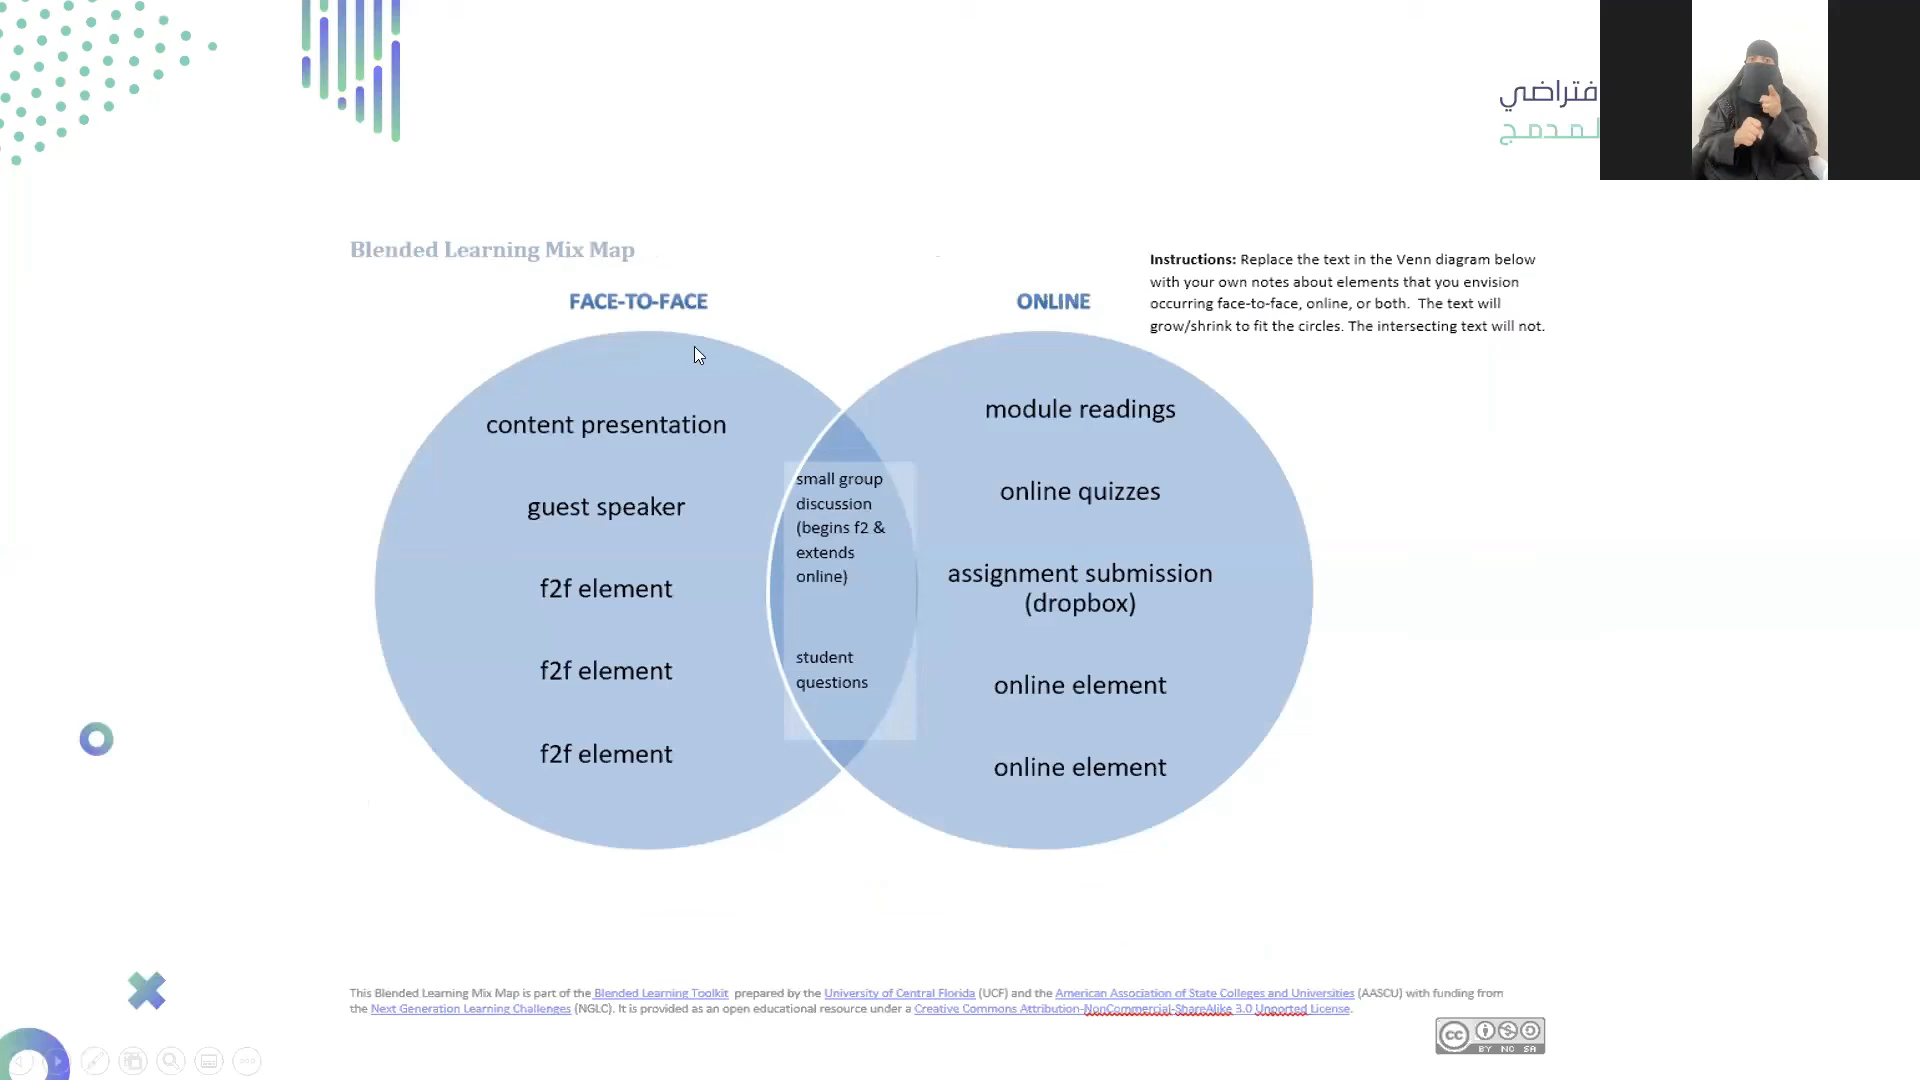 فتراضي
لمدمج
Blended Learning Mix Map
Instructions: Replace the text in the Venn diagram below
with your own notes about elements that you envision
occurring face-to-face, online, or both. The text will
grow/shrink to fit the circles. The intersecting text will not.
FACE-TO-FACE
ONLINE
content presentation
guest speaker
f2f element
f2f element
f2f element
small group
discussion
(begins f2 &
extends
online)
student
questions
module readings
online quizzes
assignment submission
(dropbox)
online element
online element
This Blended Learning Mix Map is part of the Blended Learning Toolkit prepared by the University of Central Florida (UCF) and the American Association of State Colleges and Universities (AASCU) with funding from
the Next Generation Learning Challenges (NGLC). It is provided as an open educational resource under a Creative Commons Attribution-NonCommercial-ShareAlike 3.0 Unported License.
cc
BY NC SA